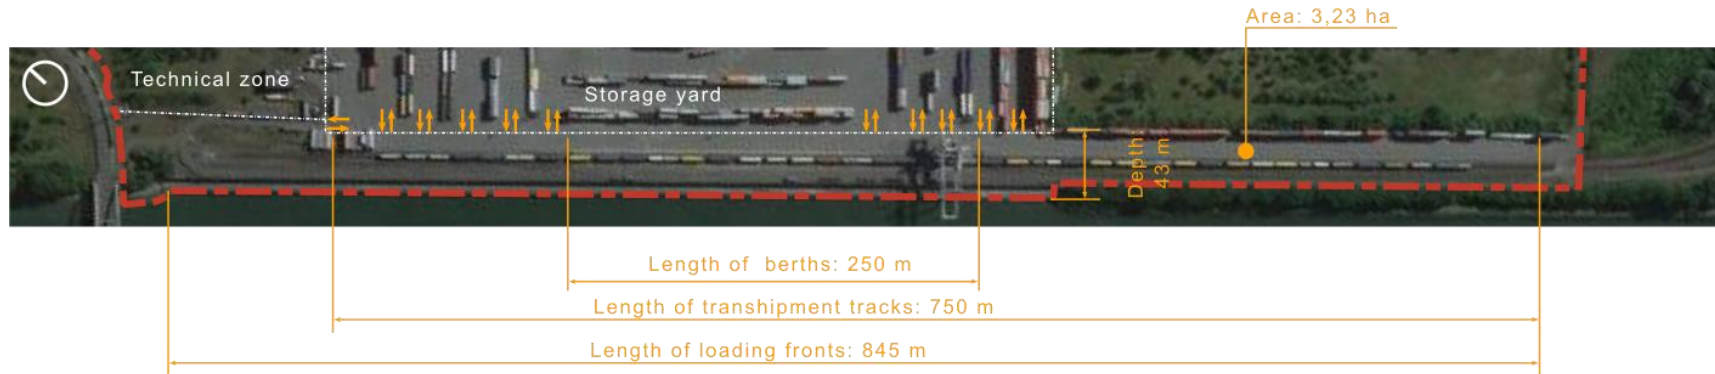 Area: 3,23 ha
Technical zone
Storage yard
Depth:
43 m
Length of berths: 250 m
Length of transhipment tracks: 750 m
Length of loading fronts: 845 m